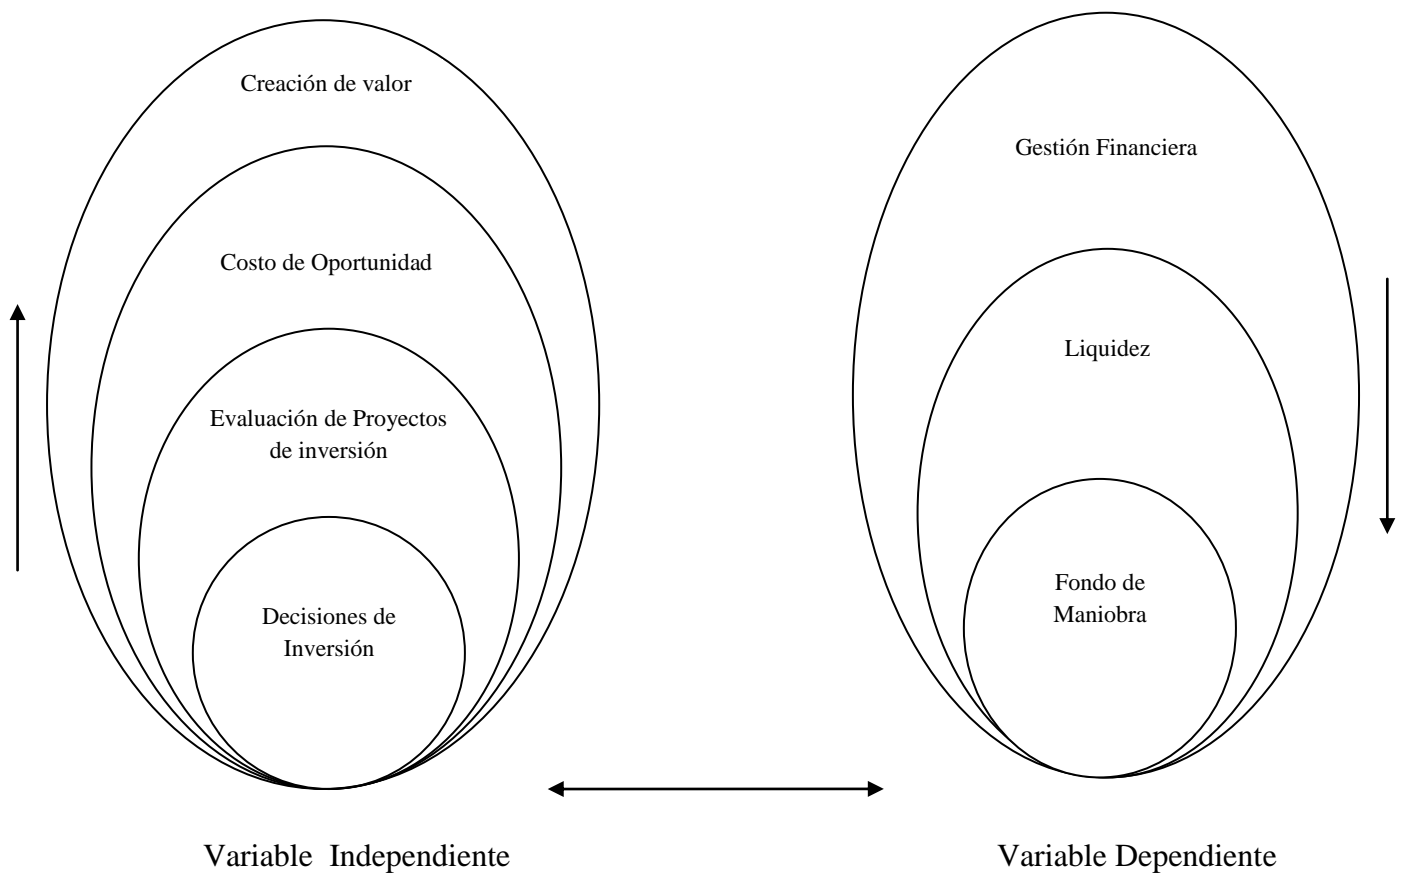 Creación de valor
Costo de Oportunidad
Evaluación de Proyectos
de inversión
Decisiones de
Inversión
Variable  Independiente
Gestión Financiera
Liquidez
Fondo de
Maniobra
Variable Dependiente